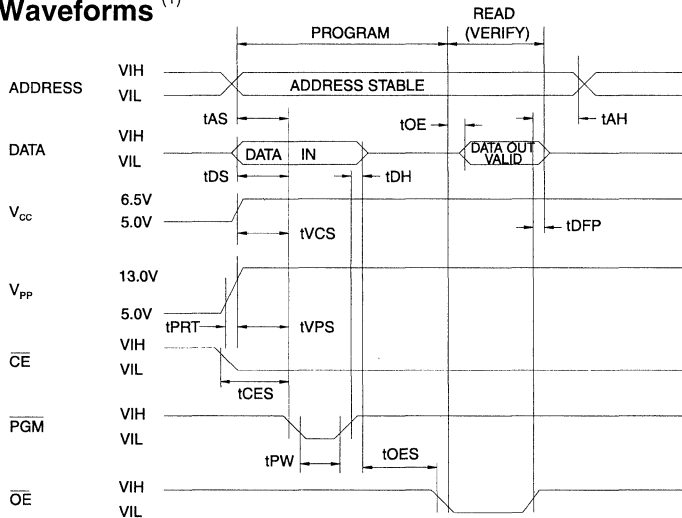 Waveforms (1)
READ
PROGRAM (VERIFY)
ADDRESS VIH VIL ADDRESS STABLE
tAS tOE tAH
DATA VIH VIL DATA IN DATA OUT VALID
tDS tDH
VCC 6.5V 5.0V
tVCS tDFP
VPP 13.0V 5.0V
tPRT tVPS
CE VIH VIL
tCES
PGM VIH VIL
tPW tOES
OE VIH VIL